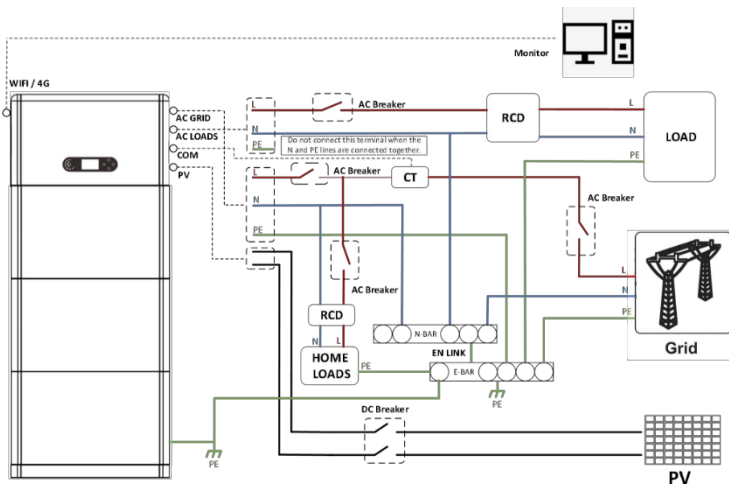 Monitor
WIFI / 4G
AC GRID
AC LOADS
COM
PV
L
AC Breaker
N
PE
Do not connect this terminal when the
N and PE lines are connected together.
RCD
L
N
PE
LOAD
L
AC Breaker
CT
N
PE
AC Breaker
AC Breaker
L
N
PE
Grid
RCD
N
L
HOME
LOADS
PE
N-BAR
EN LINK
E-BAR
PE
PE
DC Breaker
PV